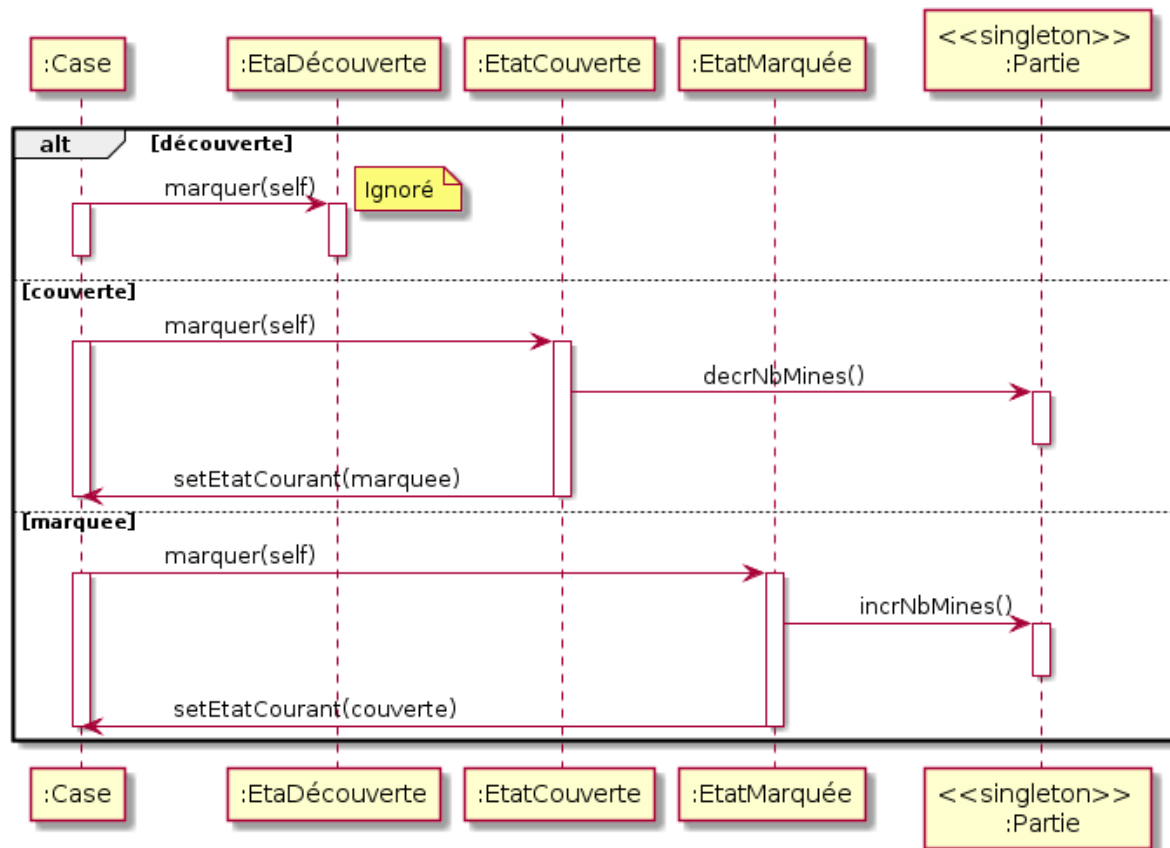 <<singleton>>
:Case
:EtaDécouverte
:EtatCouverte
:EtatMarquée
:Partie
alt
[découverte]
marquer(self)
Ignoré
[couverte]
marquer(self)
decrNbMines()
setEtatCourant(marquee)
[marquee]
marquer(self)
incrNbMines()
setEtatCourant(couverte)
:Case
:EtaDécouverte
:EtatCouverte
:EtatMarquée
<<singleton>>
:Partie